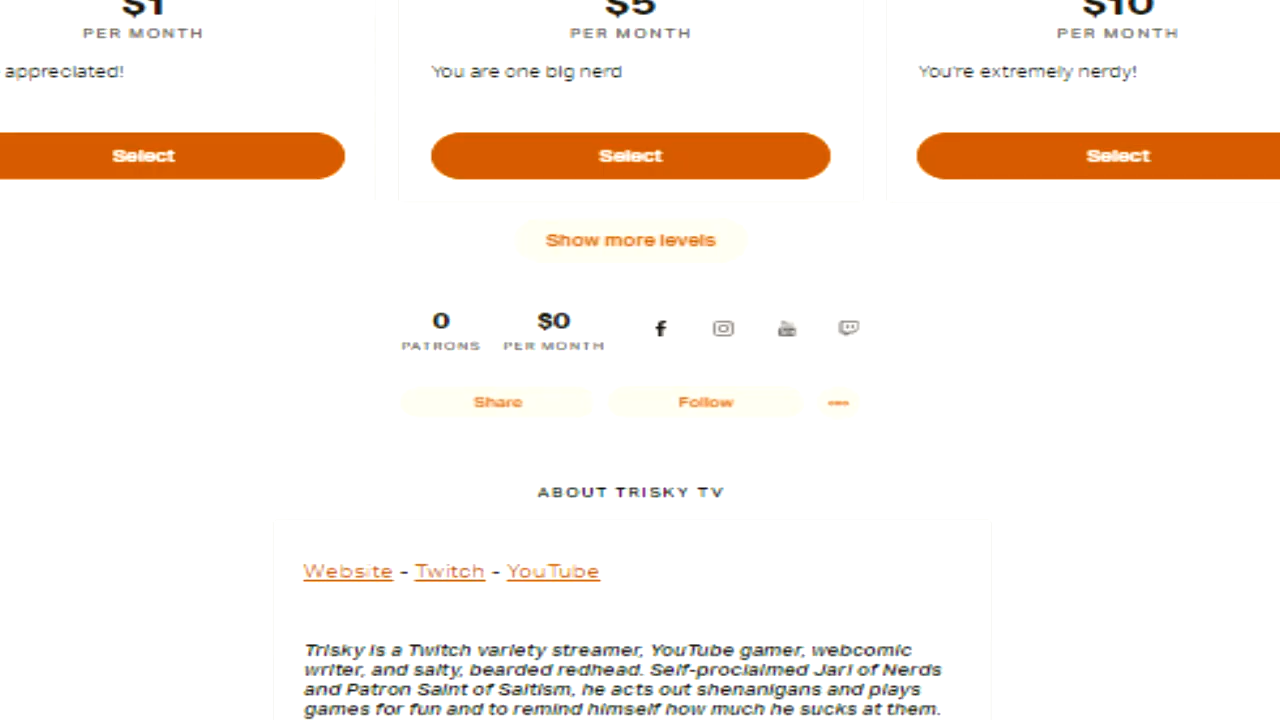 $1 $5 $10
PER MONTH PER MONTH PER MONTH
appreciated! You are one big nerd You're extremely nerdy!
Select Select Select
Show more levels
0 $0
PATRONS PER MONTH
Share Follow
ABOUT TRISKY TV
Website - Twitch - YouTube
Trisky is a Twitch variety streamer, YouTube gamer, webcomic
writer, and salty, bearded redhead. Self-proclaimed Jarl of Nerds
and Patron Saint of Saltism, he acts out shenanigans and plays
games for fun and to remind himself how much he sucks at them.